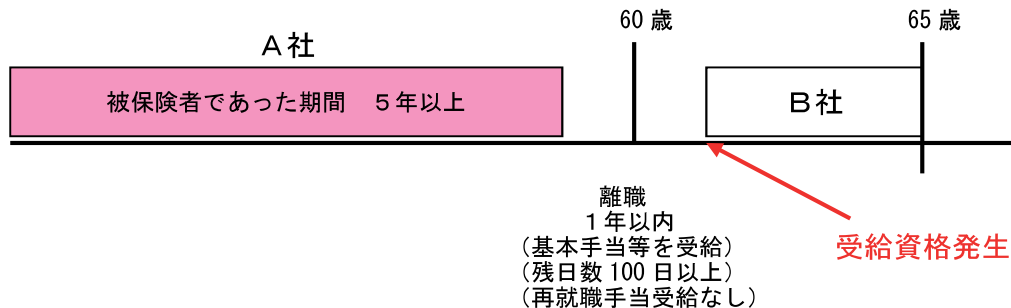 60歳
65歳
A社
被保険者であった期間　５年以上
B社
離職
１年以内
（基本手当等を受給）
（残日数100日以上）
（再就職手当受給なし）
受給資格発生